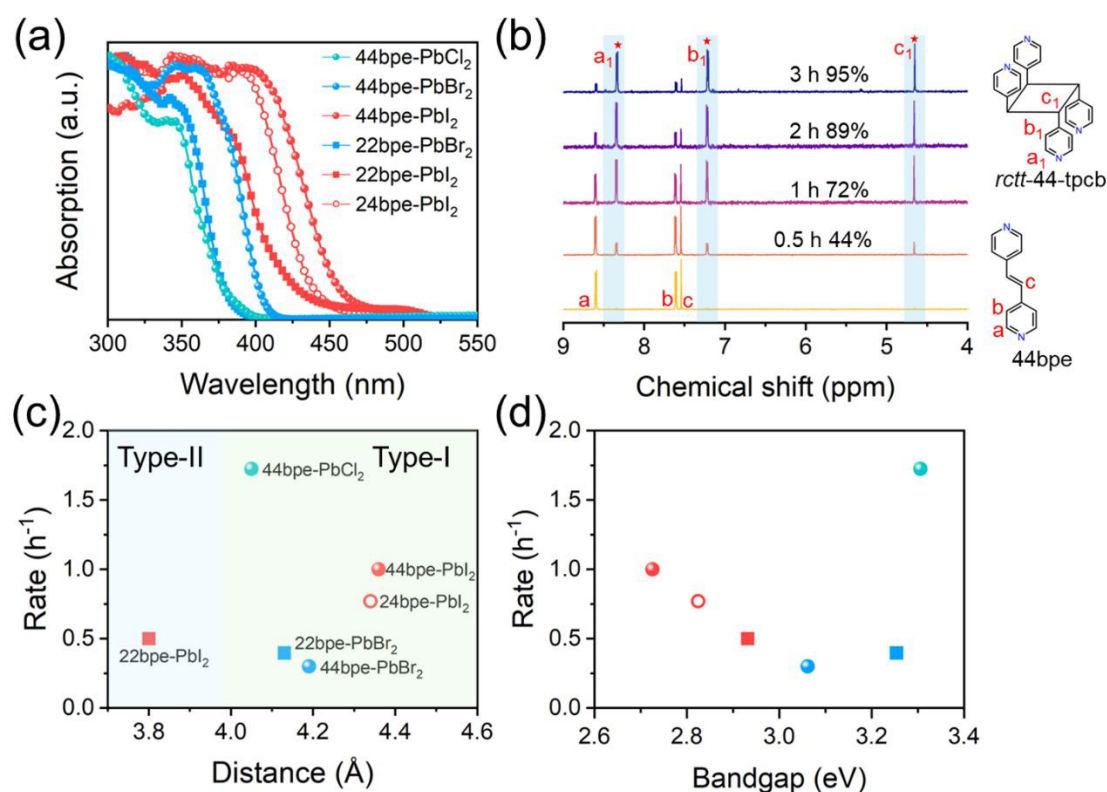 (a)
Absorption (a.u.)
44bpe-PbCl₂
44bpe-PbBr₂
44bpe-PbI₂
22bpe-PbBr₂
22bpe-PbI₂
24bpe-PbI₂
300 350 400 450 500 550
Wavelength (nm)
(b)
a₁ ★ b₁ ★ c₁ ★
3 h 95%
2 h 89%
1 h 72%
0.5 h 44%
a b c
9 8 7 6 5 4
Chemical shift (ppm)
N
N
N
N
c₁
b₁
a₁
rctt-44-tpcb
N
c
b
a
N
44bpe
(c)
Rate (h⁻¹)
2.0
1.5
1.0
0.5
0.0
Type-II Type-I
44bpe-PbCl₂
44bpe-PbI₂
24bpe-PbI₂
22bpe-PbI₂
22bpe-PbBr₂
44bpe-PbBr₂
3.8 4.0 4.2 4.4 4.6
Distance (Å)
(d)
Rate (h⁻¹)
2.0
1.5
1.0
0.5
0.0
2.6 2.8 3.0 3.2 3.4
Bandgap (eV)